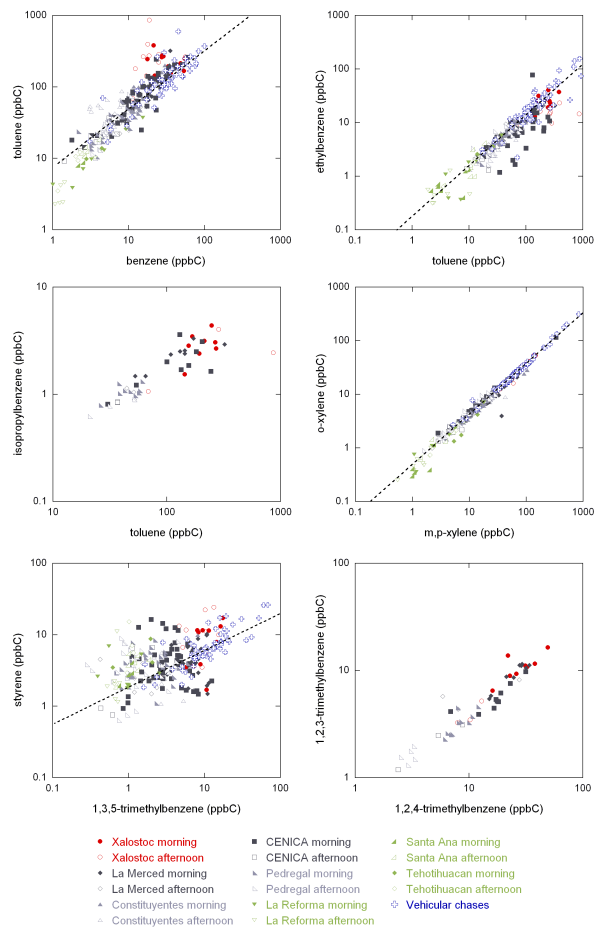 1000
100
10
1
toluene (ppbC)
1 10 100 1000
benzene (ppbC)
1000
100
10
1
0.1
ethylbenzene (ppbC)
0.1 1 10 100 1000
toluene (ppbC)
10
1
0.1
isopropylbenzene (ppbC)
10 100 1000
toluene (ppbC)
1000
100
10
1
0.1
o-xylene (ppbC)
0.1 1 10 100 1000
m,p-xylene (ppbC)
100
10
1
0.1
styrene (ppbC)
0.1 1 10 100
1,3,5-trimethylbenzene (ppbC)
100
10
1
1,2,3-trimethylbenzene (ppbC)
1 10 100
1,2,4-trimethylbenzene (ppbC)
Xalostoc morning
Xalostoc afternoon
La Merced morning
La Merced afternoon
Constituyentes morning
Constituyentes afternoon
CENICA morning
CENICA afternoon
Pedregal morning
Pedregal afternoon
La Reforma morning
La Reforma afternoon
Santa Ana morning
Santa Ana afternoon
Tehotihuacan morning
Tehotihuacan afternoon
Vehicular chases